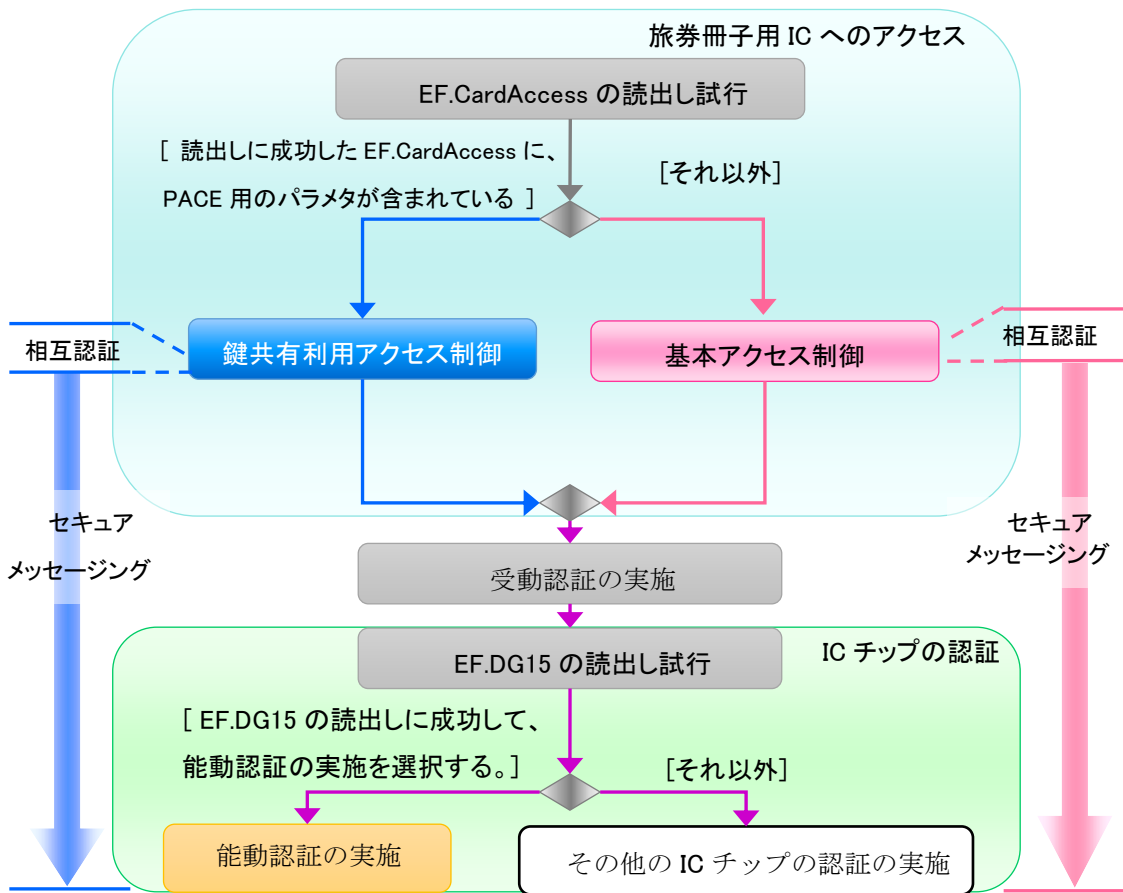 旅券冊子用 IC へのアクセス
EF.CardAccess の読出し試行
[ 読出しに成功した EF.CardAccess に、
PACE 用のパラメタが含まれている ]
[それ以外]
相互認証
鍵共有利用アクセス制御
基本アクセス制御
相互認証
セキュア
メッセージング
セキュア
メッセージング
受動認証の実施
IC チップの認証
EF.DG15 の読出し試行
[ EF.DG15 の読出しに成功して、
能動認証の実施を選択する。]
[それ以外]
能動認証の実施
その他の IC チップの認証の実施